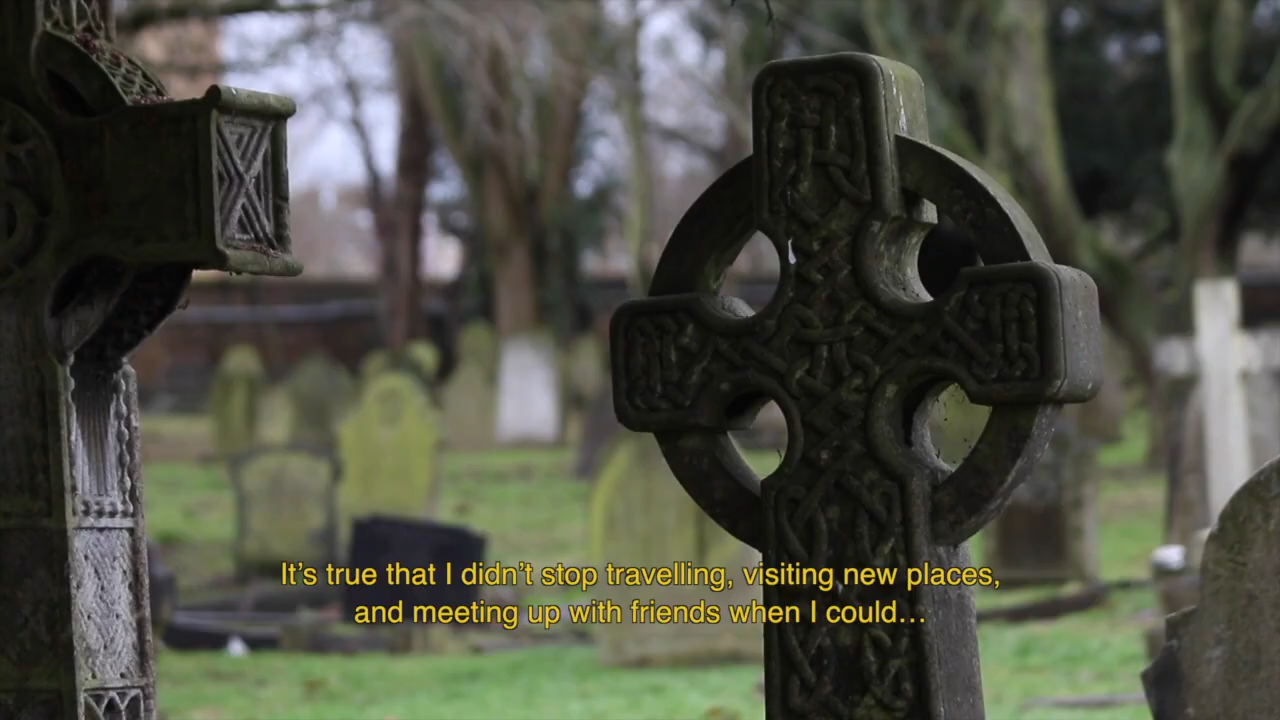 It’s true that I didn’t stop travelling, visiting new places,
and meeting up with friends when I could…